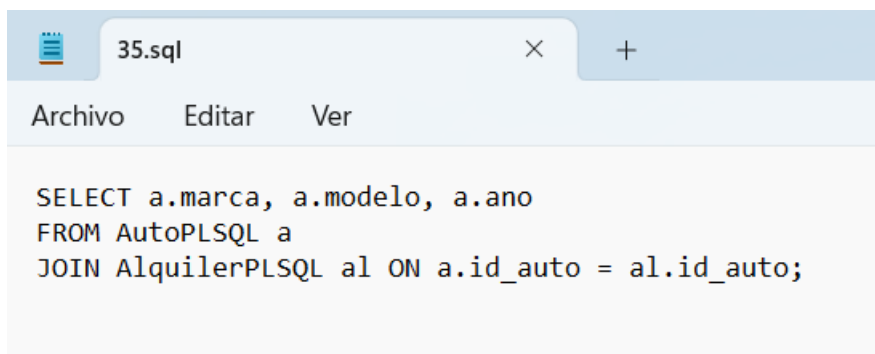 35.sql
Archivo Editar Ver
SELECT a.marca, a.modelo, a.ano
FROM AutoPLSQL a
JOIN AlquilerPLSQL al ON a.id_auto = al.id_auto;